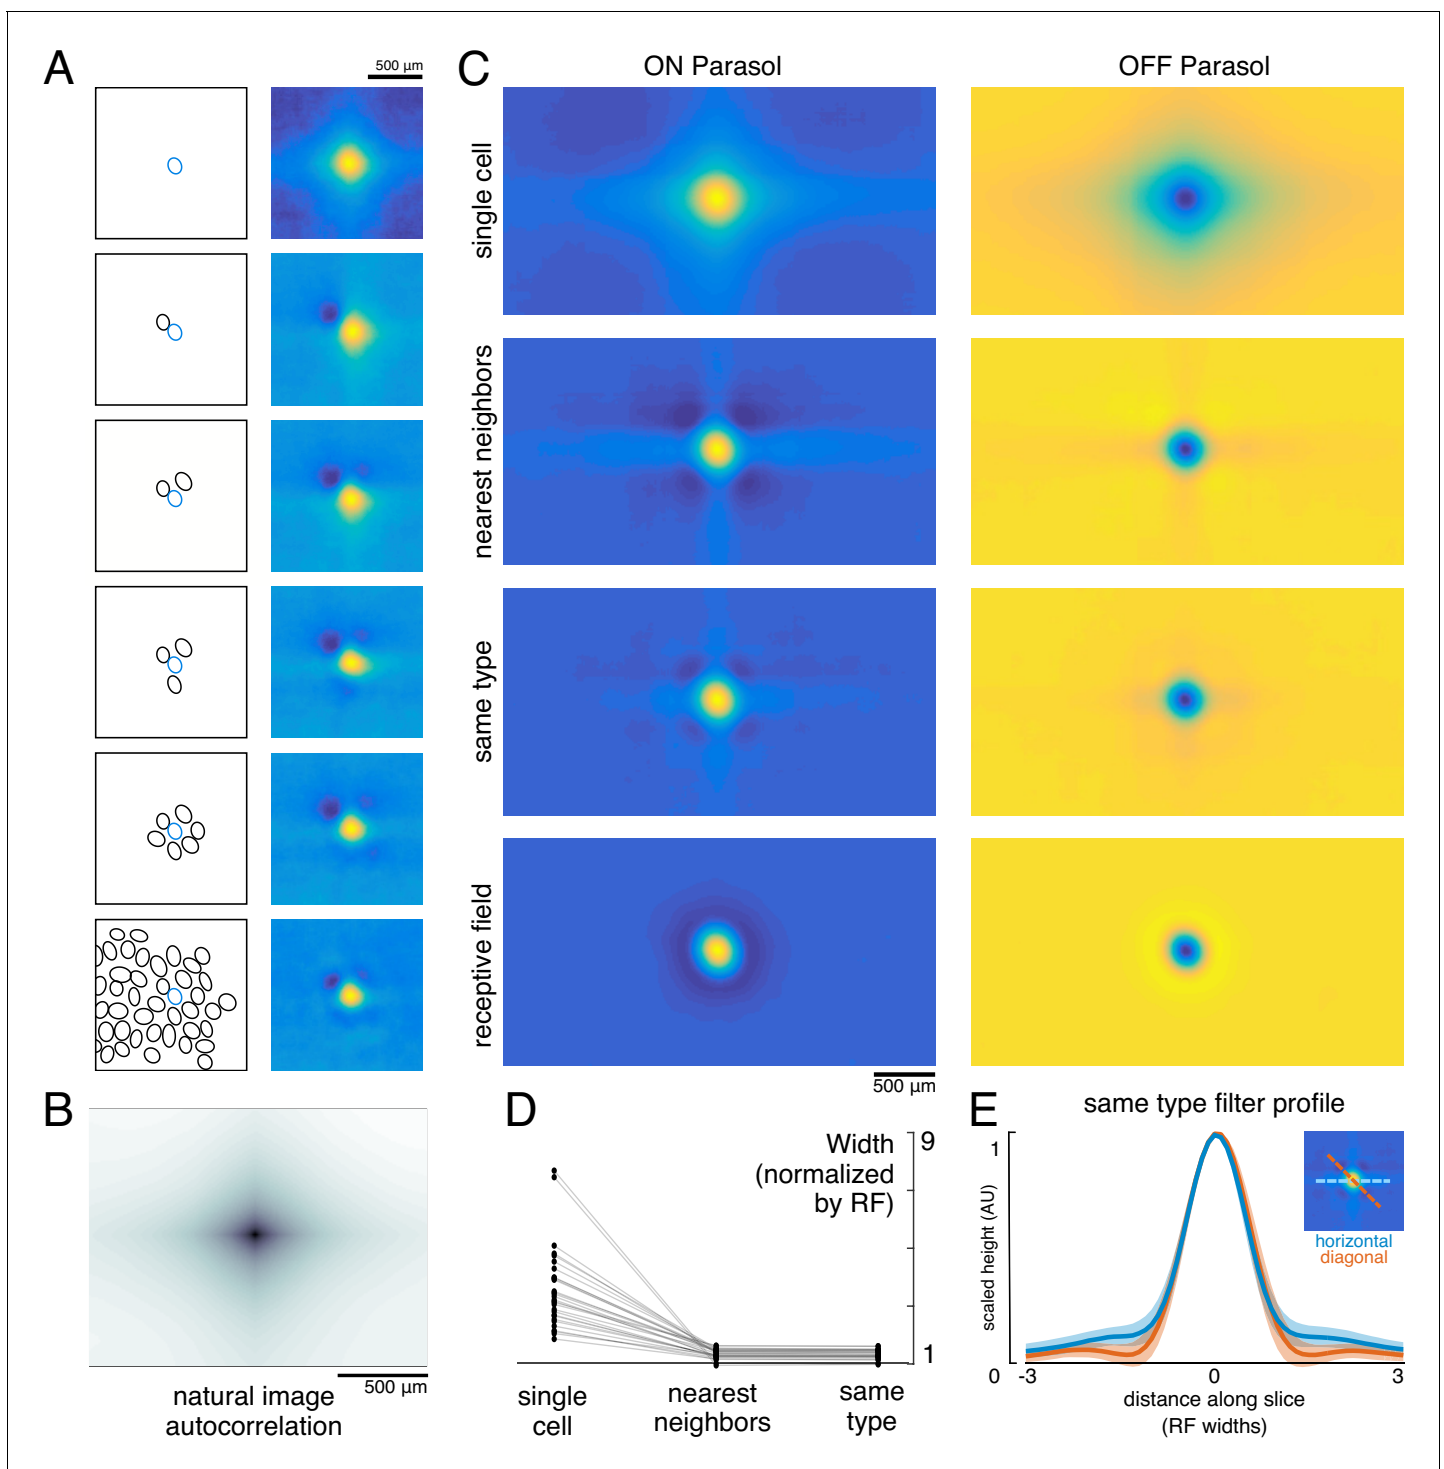 A
500 µm
C
ON Parasol
OFF Parasol
single cell
nearest neighbors
same type
receptive field
500 µm
B
500 µm
natural image
autocorrelation
D
Width
(normalized
by RF)
9
1
single
cell
nearest
neighbors
same
type
E
same type filter profile
scaled height (AU)
1
0
-3
0
3
horizontal
diagonal
distance along slice
(RF widths)